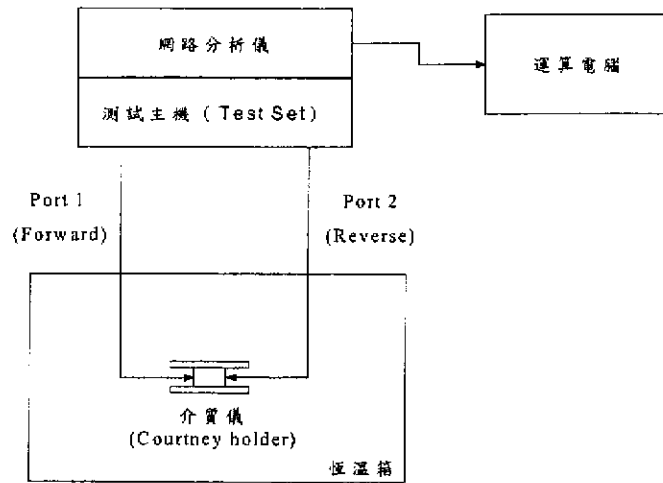 網路分析儀
運算電腦
測試主機 ( Test Set)
Port 1
(Forward)
Port 2
(Reverse)
介質儀
(Courtney holder)
恆溫箱